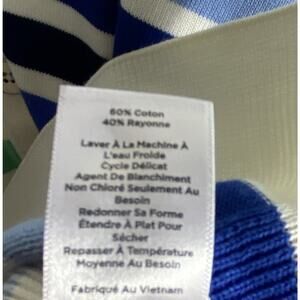 60% Coton
40% Rayonne
Laver À La Machine À
L'eau Froide
Cycle Délicat
Agent De Blanchiment
Non Chloré Seulement Au
Besoin
Redonner Sa Forme
Étendre À Plat Pour
Sécher
Repasser À Température
Moyenne Au Besoin
Fabriqué Au Vietnam